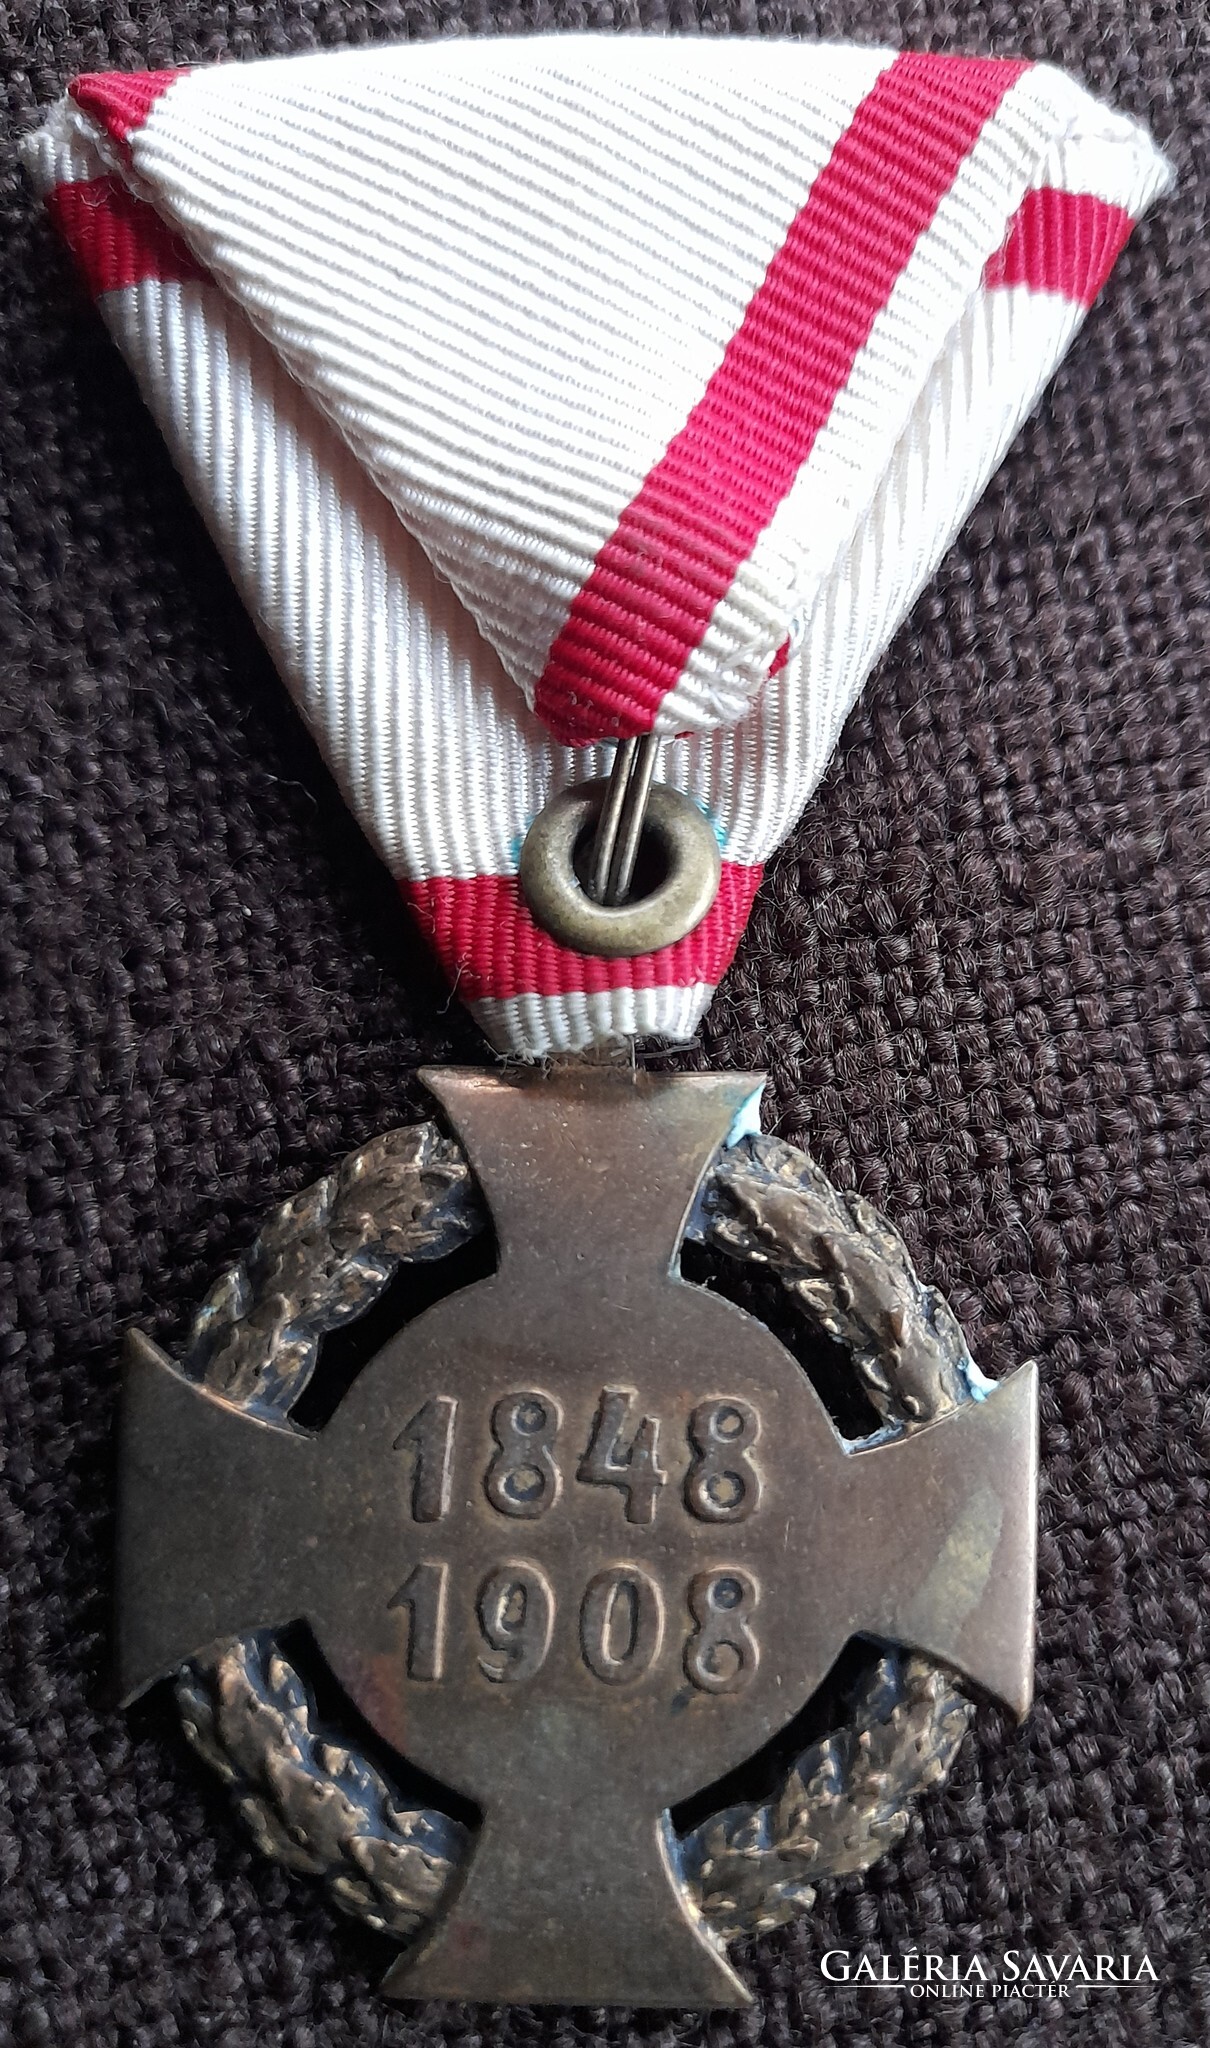 1848
1908
GALÉRIA SAVARIA
ONLINE PIACTÉR